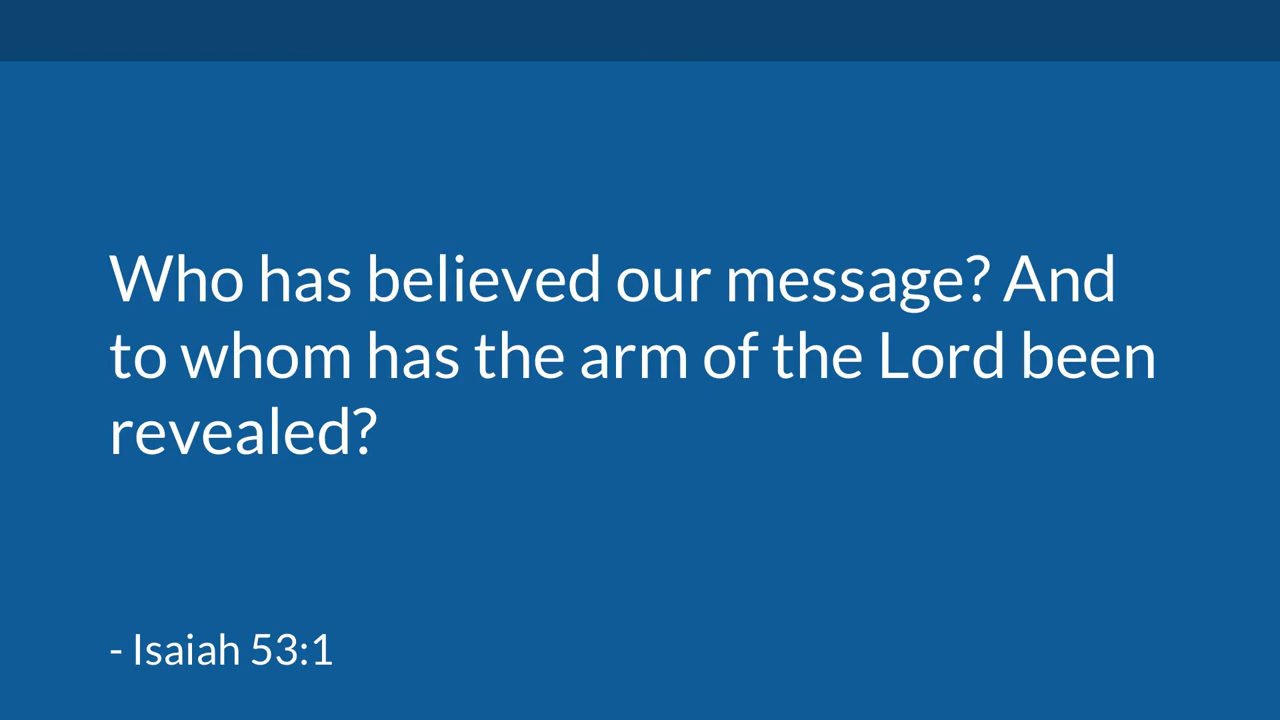 Who has believed our message? And
to whom has the arm of the Lord been
revealed?
- Isaiah 53:1